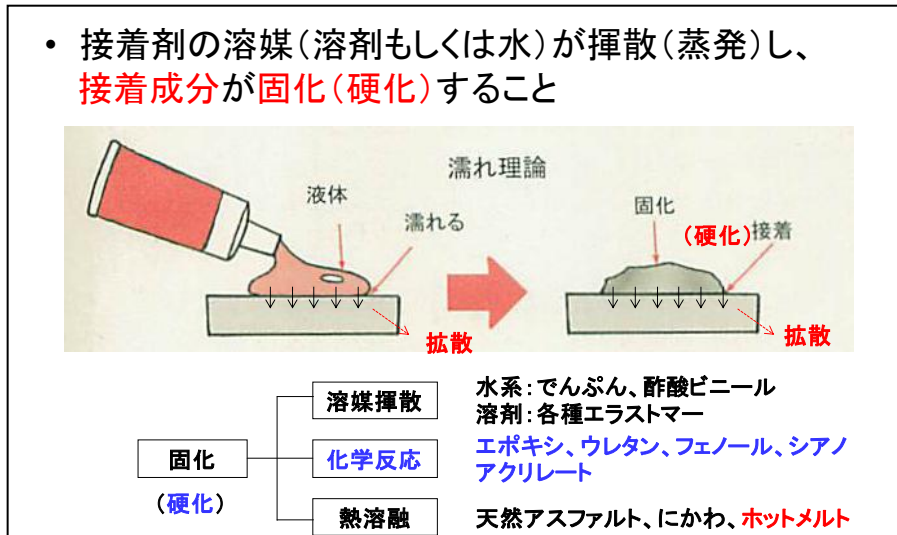 • 接着剤の溶媒(溶剤もしくは水)が揮散(蒸発)し、
接着成分が固化(硬化)すること
濡れ理論
液体
濡れる
拡散
固化
(硬化)
接着
拡散
固化
(硬化)
溶媒揮散
水系:でんぷん、酢酸ビニール
溶剤:各種エラストマー
化学反応
エポキシ、ウレタン、フェノール、シアノ
アクリレート
熱溶融
天然アスファルト、にかわ、ホットメルト